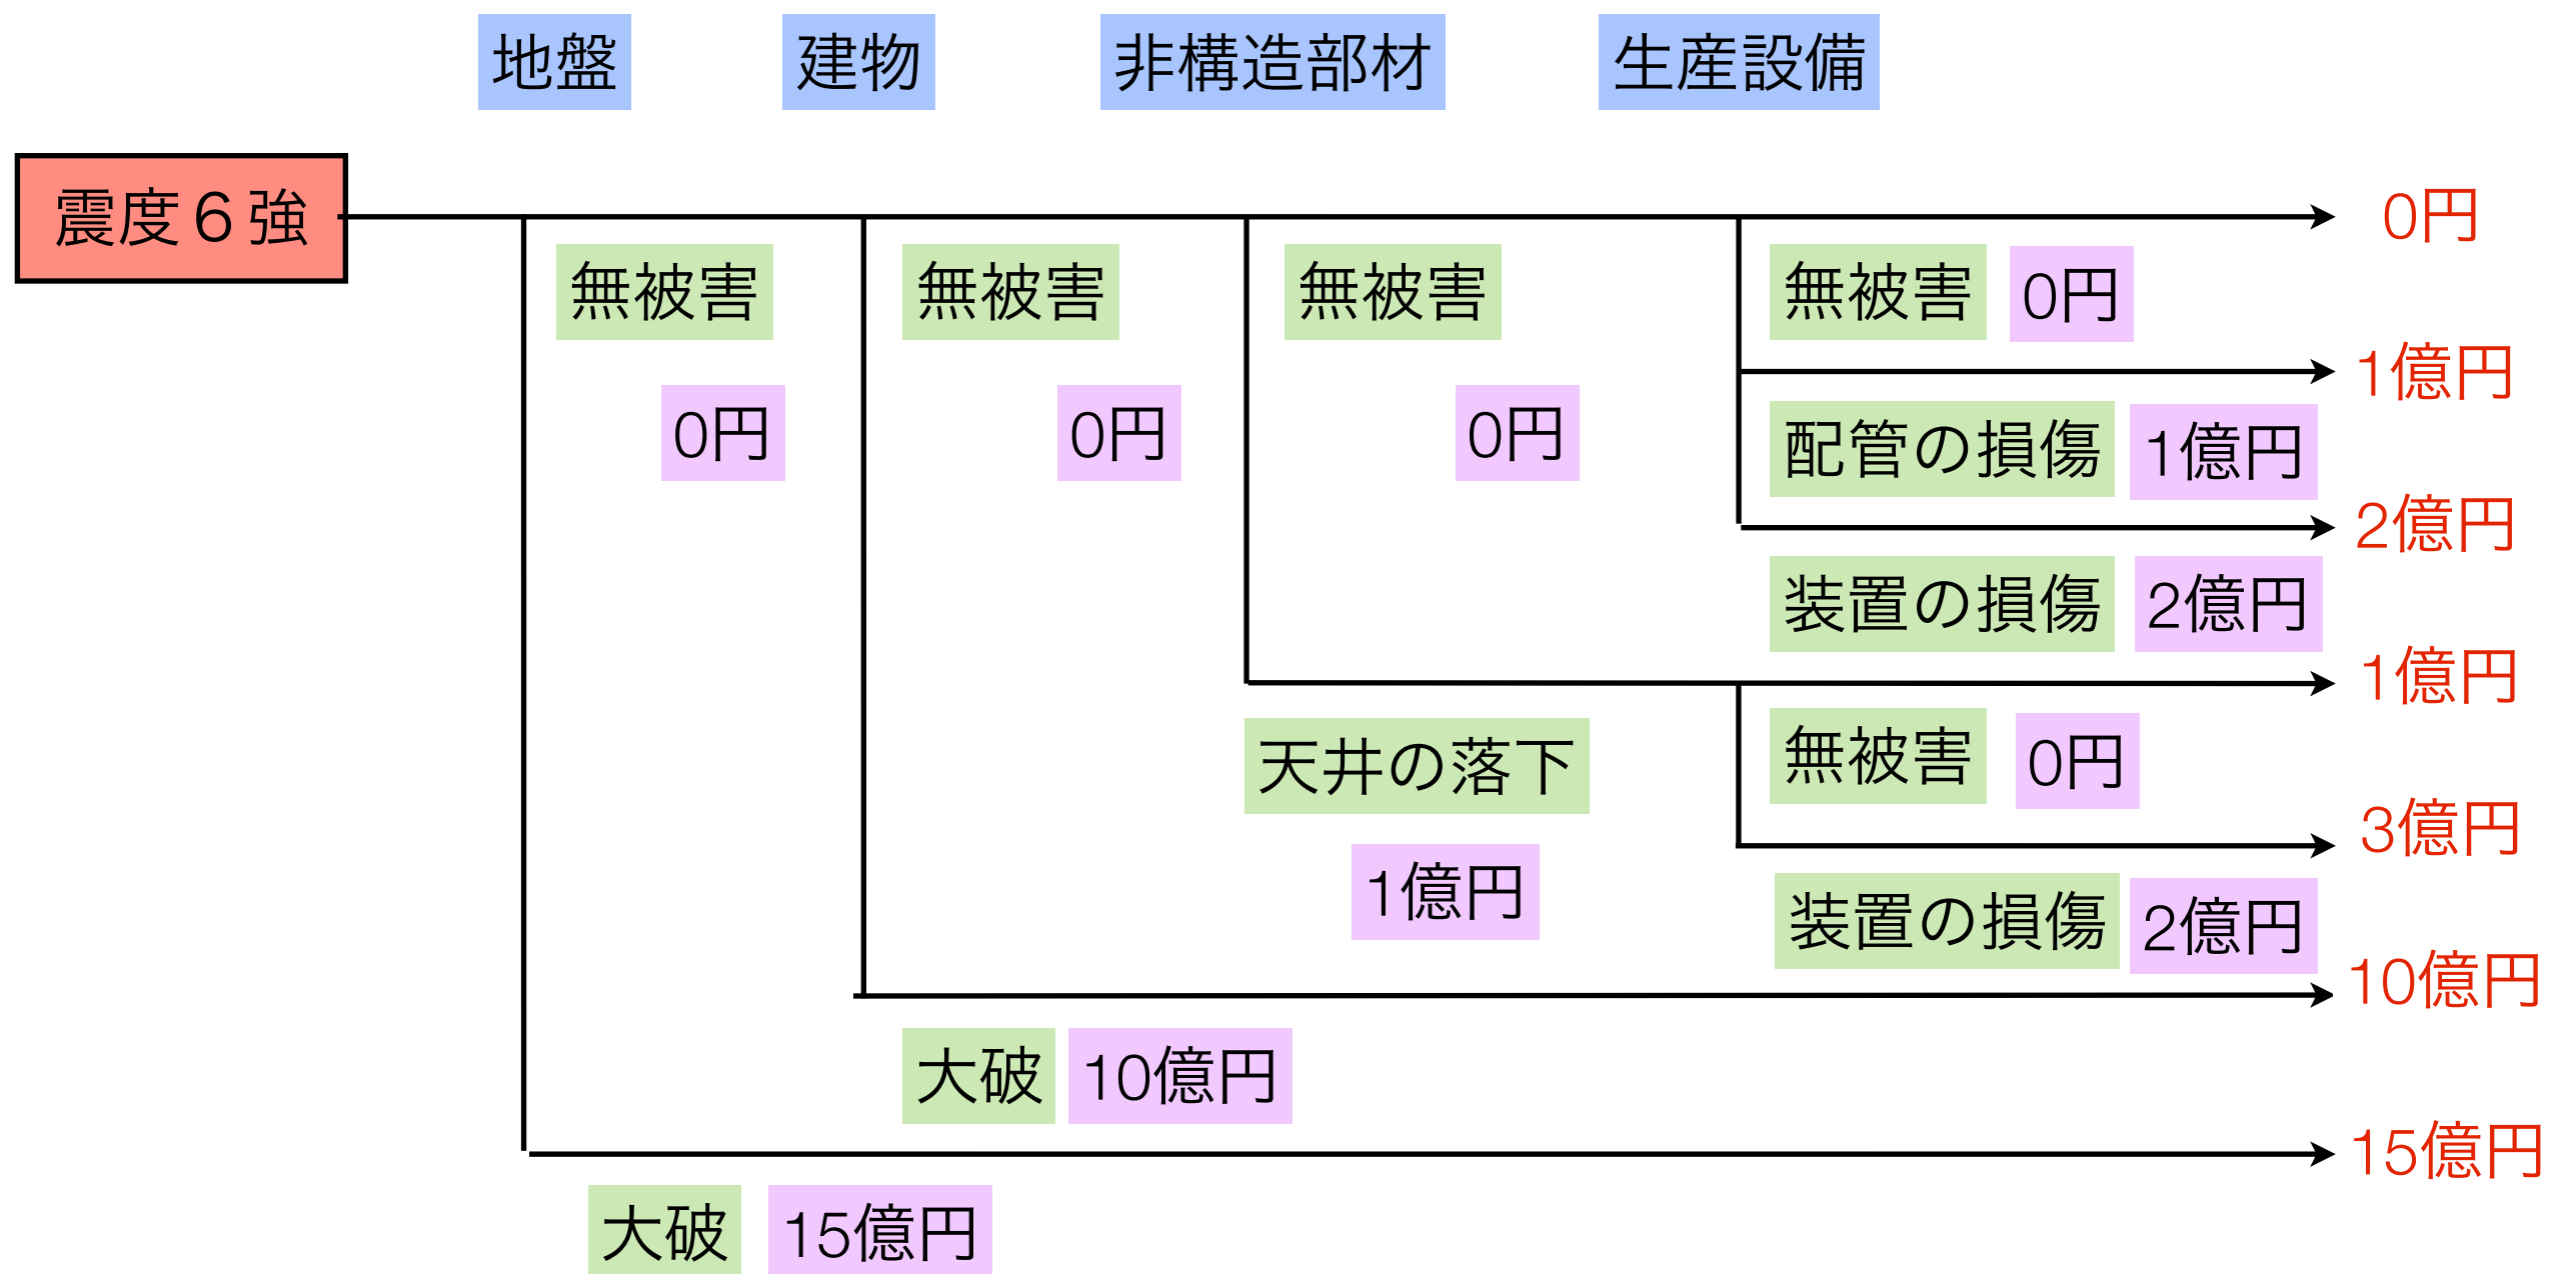 地盤
建物
非構造部材
生産設備
震度６強
0円
無被害
無被害
無被害
無被害
0円
1億円
0円
0円
0円
配管の損傷
1億円
2億円
装置の損傷
2億円
1億円
天井の落下
無被害
0円
3億円
1億円
装置の損傷
2億円
10億円
大破
10億円
15億円
大破
15億円